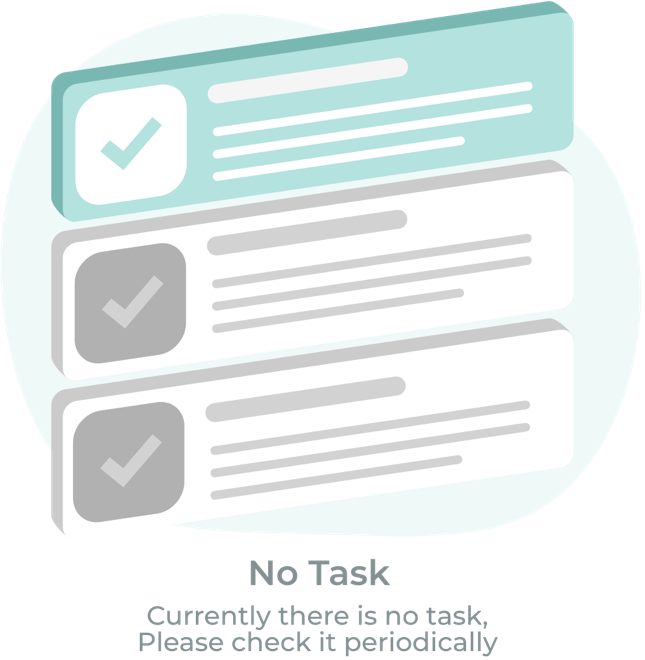 No Task
Currently there is no task,
Please check it periodically